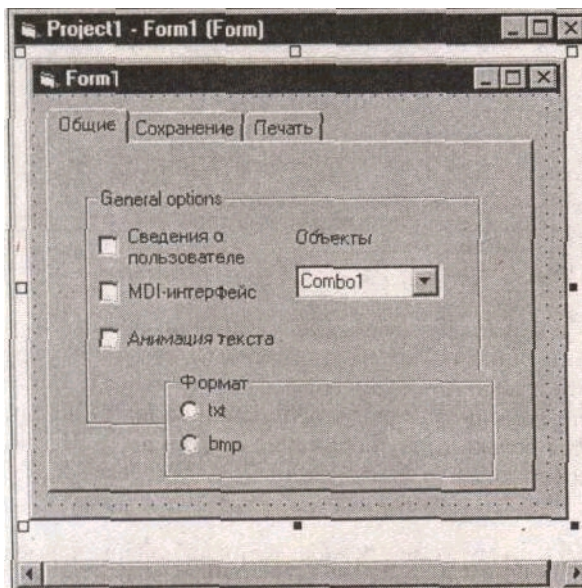 Project1 - Form1 (Form)
Form1
Общие Сохранение Печать
General options
Сведения о
пользователе
Объекты
MDI-интерфейс
Combo1
Анимация текста
Формат
txt
bmp